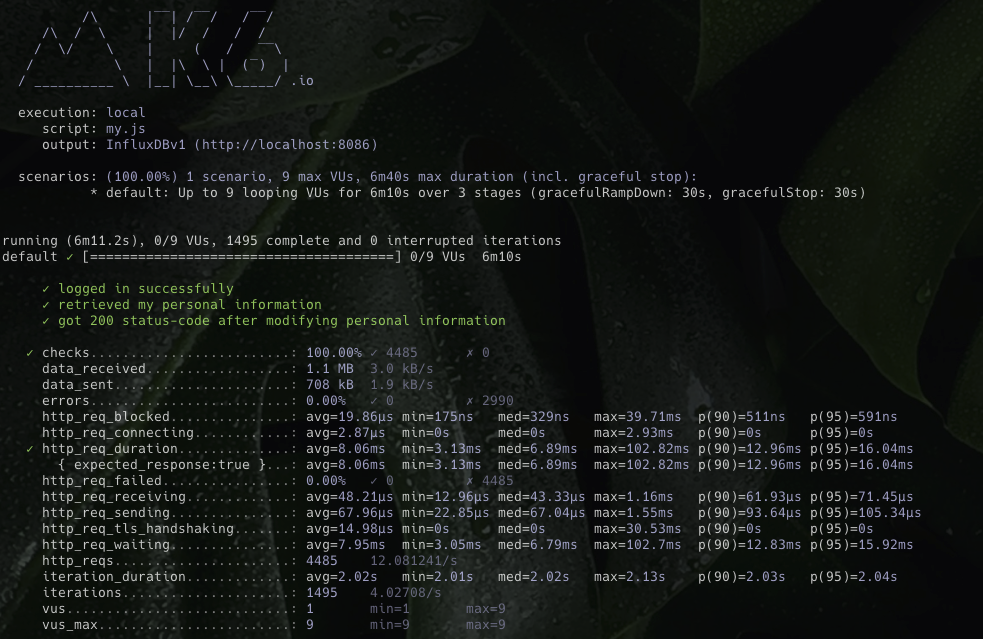 .io
execution: local
script: my.js
output: InfluxDBv1 (http://localhost:8086)
scenarios: (100.00%) 1 scenario, 9 max VUs, 6m40s max duration (incl. graceful stop):
* default: Up to 9 looping VUs for 6m10s over 3 stages (gracefulRampDown: 30s, gracefulStop: 30s)
running (6m11.2s), 0/9 VUs, 1495 complete and 0 interrupted iterations
default ✓ [======================================] 0/9 VUs  6m10s
✓ logged in successfully
✓ retrieved my personal information
✓ got 200 status-code after modifying personal information
✓ checks.........................: 100.00% ✓ 4485      ✗ 0
data_received..................: 1.1 MB  3.0 kB/s
data_sent......................: 708 kB  1.9 kB/s
errors.........................: 0.00%   ✓ 0         ✗ 2990
http_req_blocked...............: avg=19.86µs min=175ns   med=329ns   max=39.71ms  p(90)=511ns   p(95)=591ns
http_req_connecting............: avg=2.87µs  min=0s      med=0s      max=2.93ms   p(90)=0s      p(95)=0s
✓ http_req_duration..............: avg=8.06ms  min=3.13ms  med=6.89ms  max=102.82ms p(90)=12.96ms p(95)=16.04ms
{ expected_response:true }...: avg=8.06ms  min=3.13ms  med=6.89ms  max=102.82ms p(90)=12.96ms p(95)=16.04ms
http_req_failed................: 0.00%   ✓ 0         ✗ 4485
http_req_receiving.............: avg=48.21µs min=12.96µs med=43.33µs max=1.16ms   p(90)=61.93µs p(95)=71.45µs
http_req_sending...............: avg=67.96µs min=22.85µs med=67.04µs max=1.55ms   p(90)=93.64µs p(95)=105.34µs
http_req_tls_handshaking.......: avg=14.98µs min=0s      med=0s      max=30.53ms  p(90)=0s      p(95)=0s
http_req_waiting...............: avg=7.95ms  min=3.05ms  med=6.79ms  max=102.7ms  p(90)=12.83ms p(95)=15.92ms
http_reqs......................: 4485    12.081241/s
iteration_duration.............: avg=2.02s   min=2.01s   med=2.02s   max=2.13s    p(90)=2.03s   p(95)=2.04s
iterations.....................: 1495    4.02708/s
vus............................: 1       min=1       max=9
vus_max........................: 9       min=9       max=9